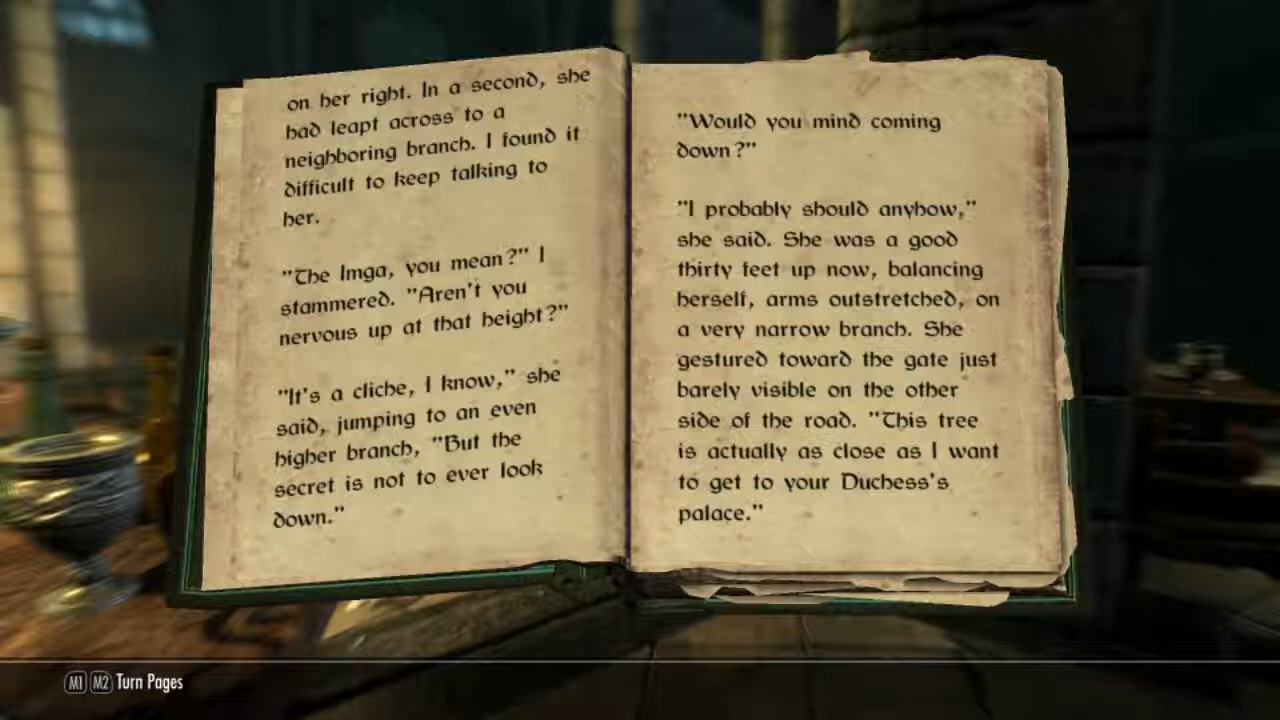 on her right. In a second, she
had leapt across to a
neighboring branch. I found it
difficult to keep talking to
her.
"The Imga, you mean?" I
stammered. "Aren't you
nervous up at that height?"
"It's a cliche, I know," she
said, jumping to an even
higher branch, "But the
secret is not to ever look
down."
"Would you mind coming
down?"
"I probably should anyhow,"
she said. She was a good
thirty feet up now, balancing
herself, arms outstretched, on
a very narrow branch. She
gestured toward the gate just
barely visible on the other
side of the road. "This tree
is actually as close as I want
to get to your Duchess's
palace."
M1 M2 Turn Pages